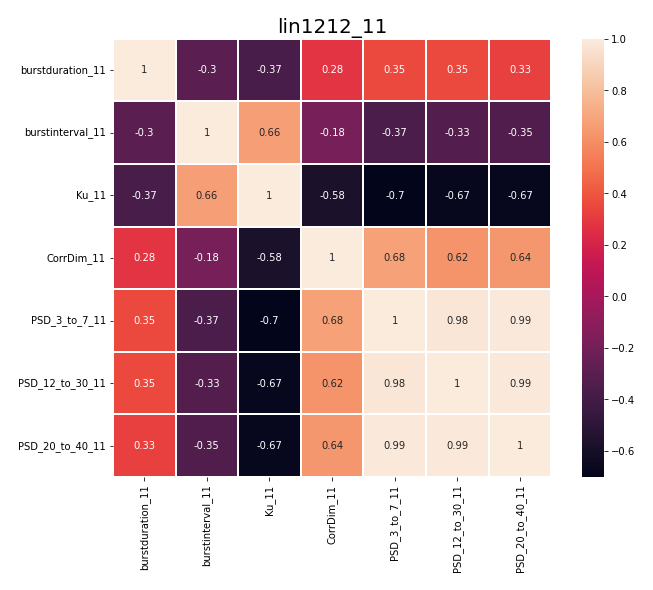 lin1212_11
burstduration_11 1 -0.3 -0.37 0.28 0.35 0.35 0.33
burstinterval_11 -0.3 1 0.66 -0.18 -0.37 -0.33 -0.35
Ku_11 -0.37 0.66 1 -0.58 -0.7 -0.67 -0.67
CorrDim_11 0.28 -0.18 -0.58 1 0.68 0.62 0.64
PSD_3_to_7_11 0.35 -0.37 -0.7 0.68 1 0.98 0.99
PSD_12_to_30_11 0.35 -0.33 -0.67 0.62 0.98 1 0.99
PSD_20_to_40_11 0.33 -0.35 -0.67 0.64 0.99 0.99 1
burstduration_11
burstinterval_11
Ku_11
CorrDim_11
PSD_3_to_7_11
PSD_12_to_30_11
PSD_20_to_40_11
1.0
0.8
0.6
0.4
0.2
0.0
−0.2
−0.4
−0.6